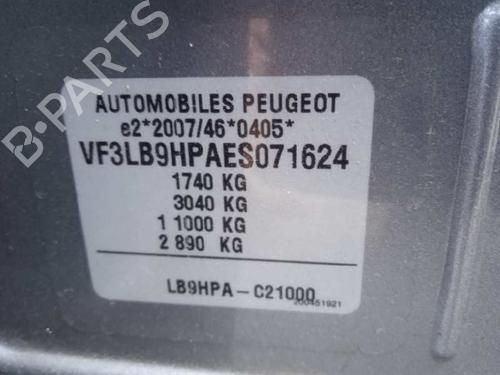 B-PARTS
AUTOMOBILES PEUGEOT
e2*2007/46*0405*
VF3LB9HPAES071624
1740 KG
3040 KG
1 1000 KG
2 890 KG
LB9HPA-C21000
200451921